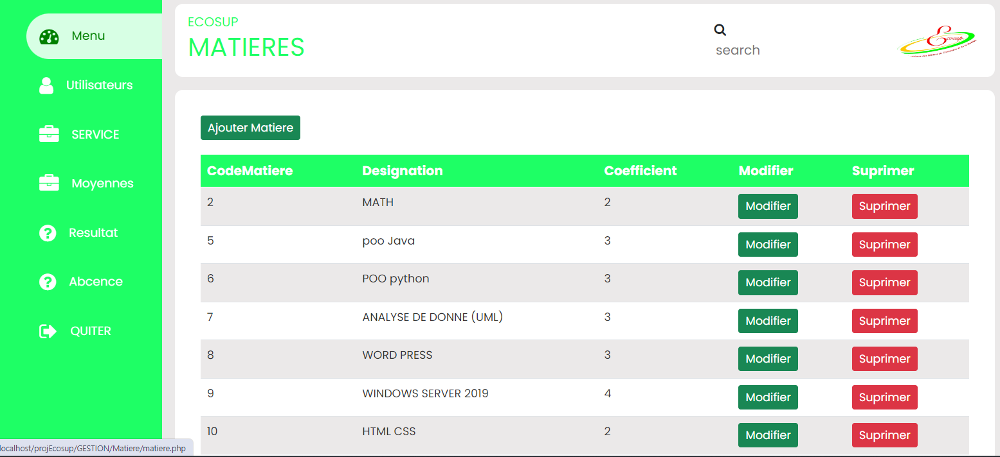 Menu
Utilisateurs
SERVICE
Moyennes
Resultat
Abcence
QUITER
ECOSUP
MATIERES
search
cosup
Ajouter Matiere
CodeMatiere Designation Coefficient Modifier Suprimer
2 MATH 2 Modifier Suprimer
5 poo Java 3 Modifier Suprimer
6 POO python 3 Modifier Suprimer
7 ANALYSE DE DONNE (UML) 3 Modifier Suprimer
8 WORD PRESS 3 Modifier Suprimer
9 WINDOWS SERVER 2019 4 Modifier Suprimer
10 HTML CSS 2 Modifier Suprimer
localhost/projEcosup/GESTION/Matiere/matiere.php